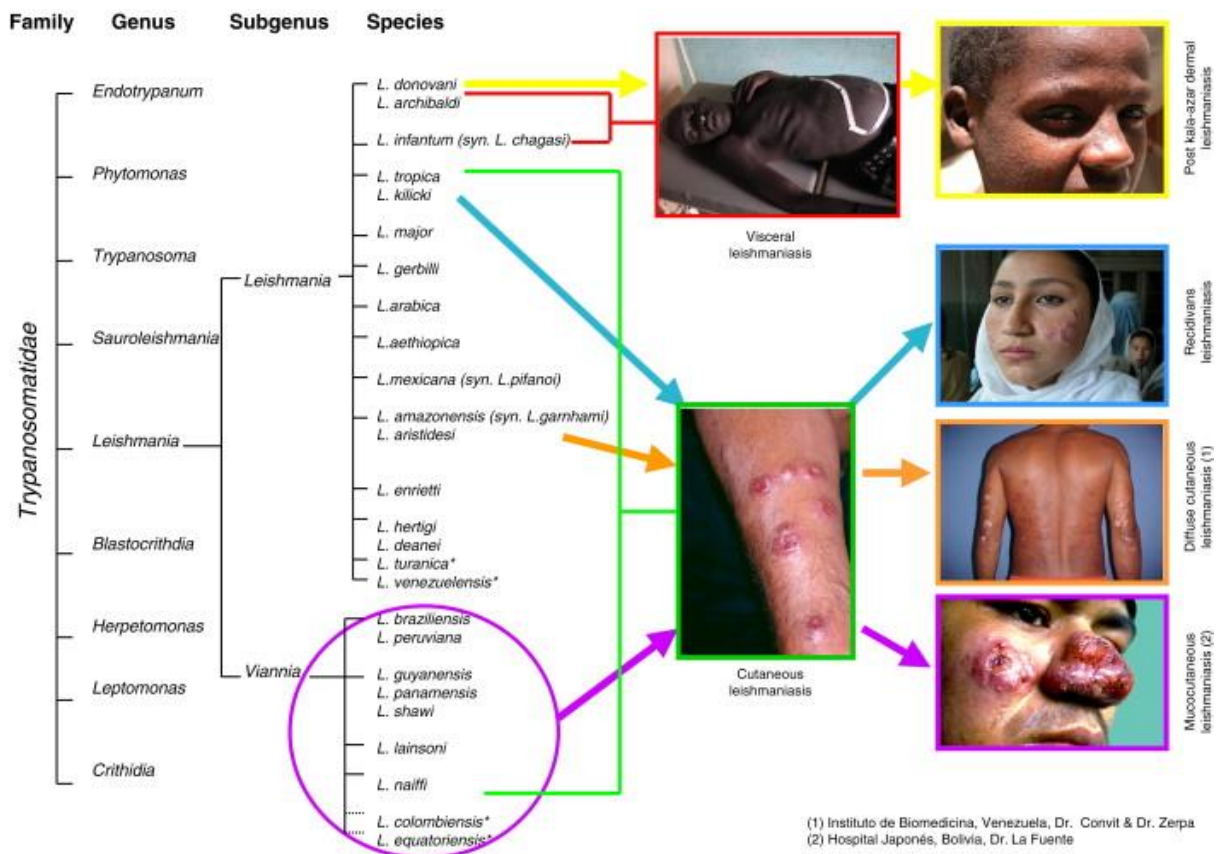 Family Genus Subgenus Species
Trypanosomatidae
Endotrypanum
Phytomonas
Trypanosoma
Sauroleishmania
Leishmania
Blastocrithdia
Herpetomonas
Leptomonas
Crithidia
Leishmania
Viannia
L. donovani
L. archibaldi
L. infantum (syn. L. chagasi)
L. tropica
L. kilicki
L. major
L. gerbilli
L.arabica
L.aethiopica
L.mexicana (syn. L.pifanoi)
L. amazonensis (syn. L.garnhami)
L. aristidesi
L. enrietti
L. hertigi
L. deanei
L. turanica*
L. venezuelensis*
L. braziliensis
L. peruviana
L. guyanensis
L. panamensis
L. shawi
L. lainsoni
L. naiffi
L. colombiensis*
L. equatoriensis*
Visceral
leishmaniasis
Cutaneous
leishmaniasis
Post kala-azar dermal
leishmaniasis
Recidivans
leishmaniasis
Diffuse cutaneous
leishmaniasis (1)
Mucocutaneous
leishmaniasis (2)
(1) Instituto de Biomedicina, Venezuela, Dr. Convit & Dr. Zerpa
(2) Hospital Japonés, Bolivia, Dr. La Fuente